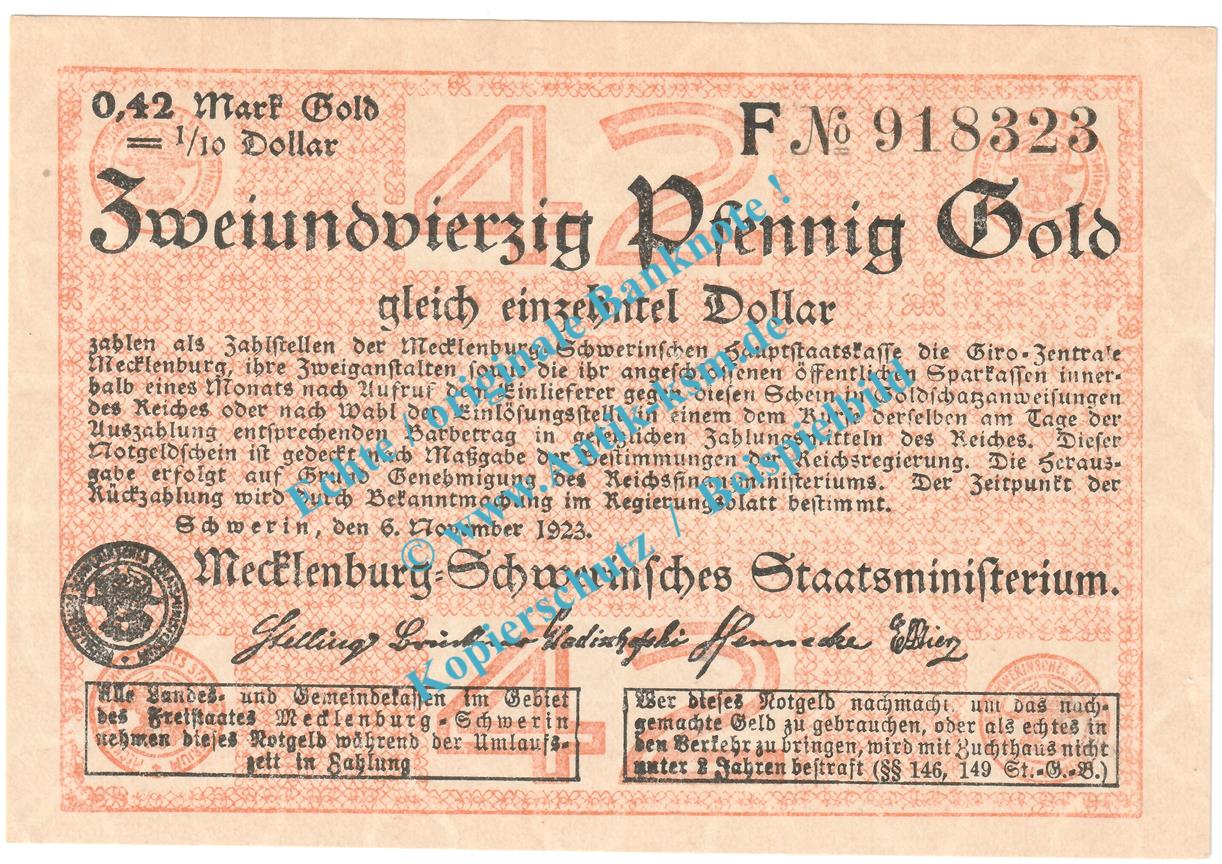 0,42 Mark Gold
= 1/10 Dollar
F № 918323
42
Zweiundvierzig Pfennig Gold
gleich einzehntel Dollar
zahlen als Zahlstellen der Mecklenburg-Schwerinschen Hauptstaatskasse die Giro-Zentrale
Mecklenburg, ihre Zweiganstalten sowie die ihr angeschlossenen öffentlichen Sparkassen inner-
halb eines Monats nach Aufruf dem Einlieferer gegen diesen Schein in Goldschatzanweisungen
des Reiches oder nach Wahl der Einlösungsstelle in einem dem Kurs derselben am Tage der
Auszahlung entsprechenden Barbetrag in gesetzlichen Zahlungsmitteln des Reiches. Dieser
Notgeldschein ist gedeckt nach Maßgabe der Bestimmungen der Reichsregierung. Die Heraus-
gabe erfolgt auf Grund Genehmigung des Reichsfinanzministeriums. Der Zeitpunkt der
Rückzahlung wird durch Bekanntmachung im Regierungsblatt bestimmt.
Schwerin, den 6. November 1923.
Mecklenburg-Schwerinsches Staatsministerium.
Stelling Hennecke
42
Alle Landes- und Gemeindekassen im Gebiet
des Freistaates Mecklenburg-Schwerin
nehmen dieses Notgeld während der Umlaufs-
zeit in Zahlung
Wer dieses Notgeld nachmacht, um das nach-
gemachte Geld zu gebrauchen, oder als echtes in
den Verkehr zu bringen, wird mit Zuchthaus nicht
unter 2 Jahren bestraft (§§ 146, 149 St.-G.-B.)
Echte / originale Banknote !
© www.Antik-ksm.de
Kopierschutz / Beispielbild